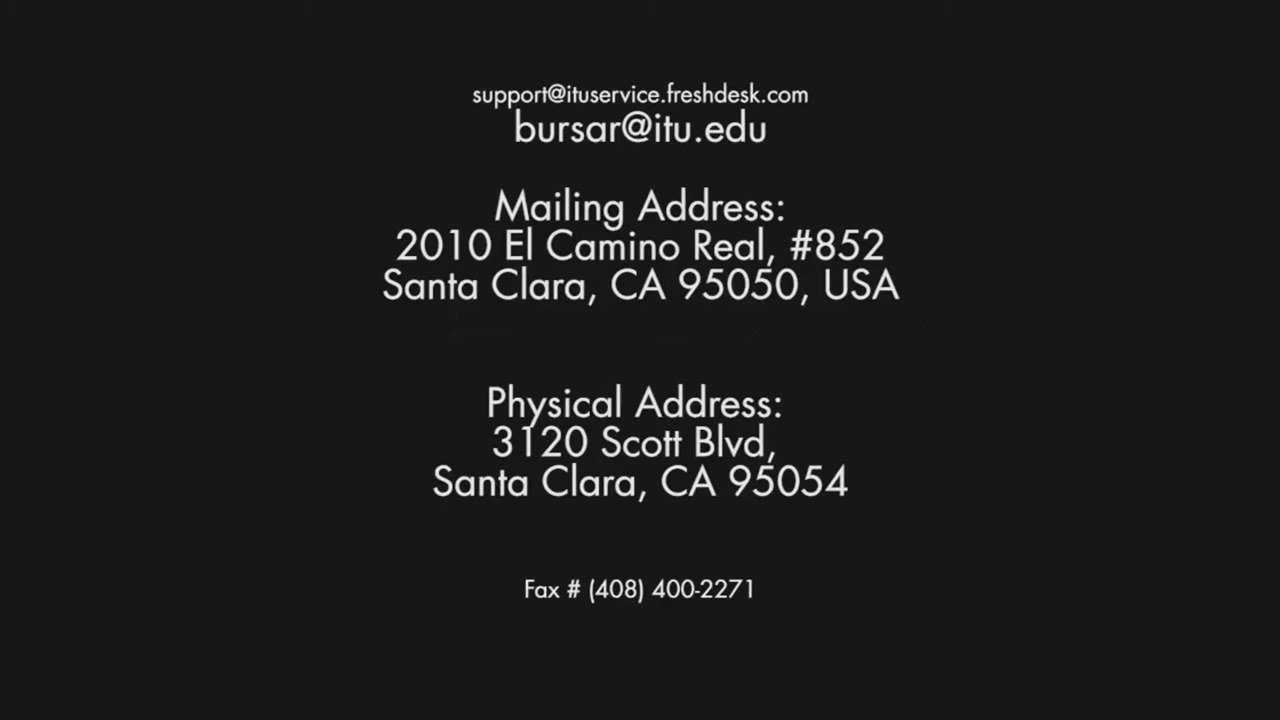 support@ituservice.freshdesk.com
bursar@itu.edu
Mailing Address:
2010 El Camino Real, #852
Santa Clara, CA 95050, USA
Physical Address:
3120 Scott Blvd,
Santa Clara, CA 95054
Fax # (408) 400-2271